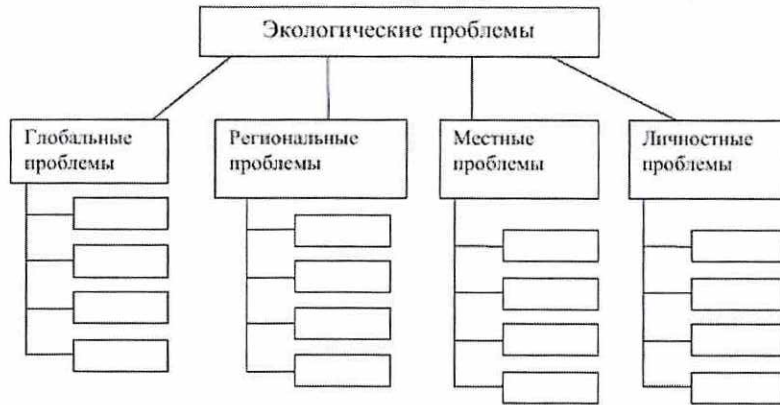 Экологические проблемы
Глобальные
проблемы
Региональные
проблемы
Местные
проблемы
Личностные
проблемы